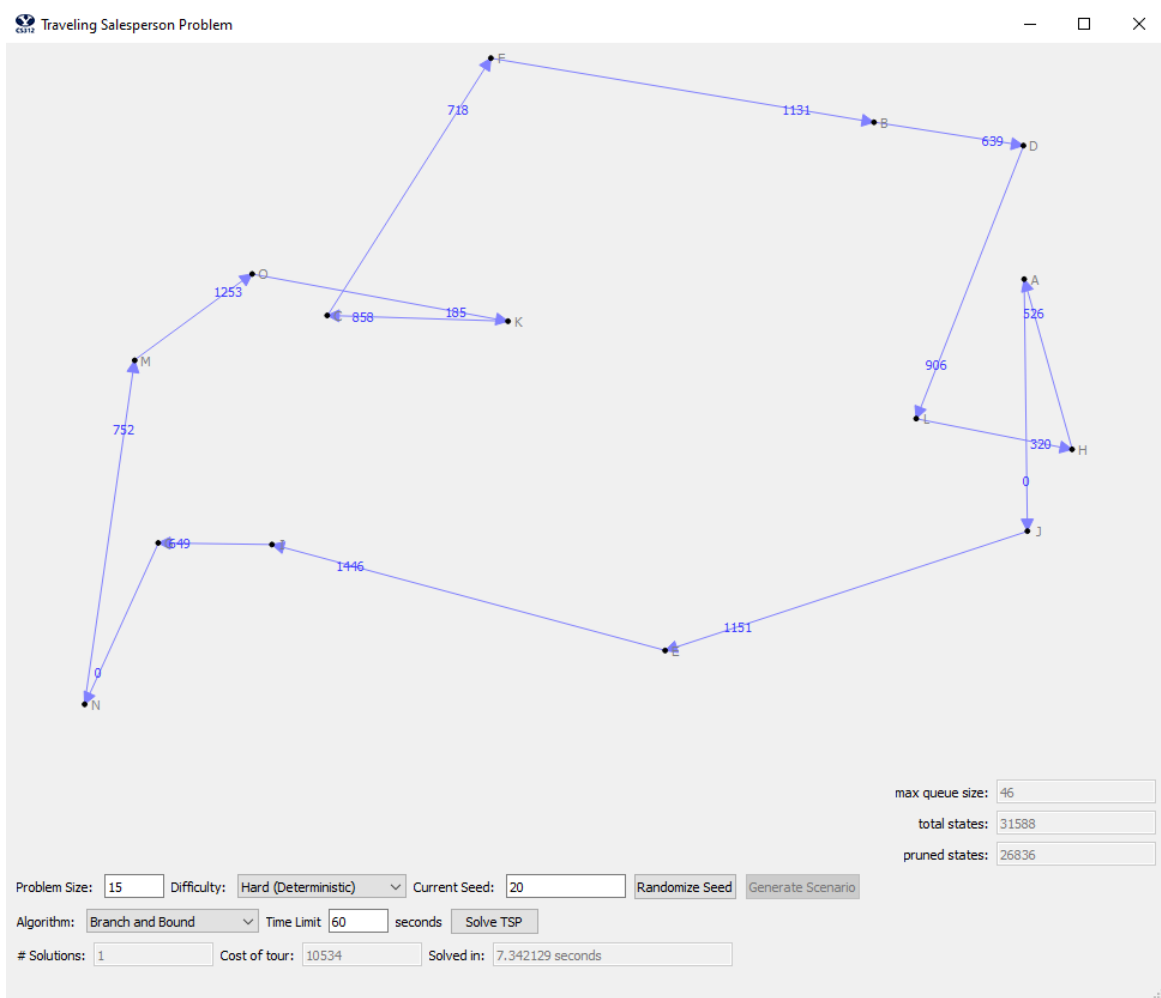 CS312 Traveling Salesperson Problem
F
718
1131
B
639
D
O
A
1253
185
526
858
K
M
906
752
L
320
H
0
649
J
1446
1151
E
0
N
max queue size: 46
total states: 31588
pruned states: 26836
Problem Size: 15 Difficulty: Hard (Deterministic) Current Seed: 20 Randomize Seed Generate Scenario
Algorithm: Branch and Bound Time Limit 60 seconds Solve TSP
# Solutions: 1 Cost of tour: 10534 Solved in: 7.342129 seconds